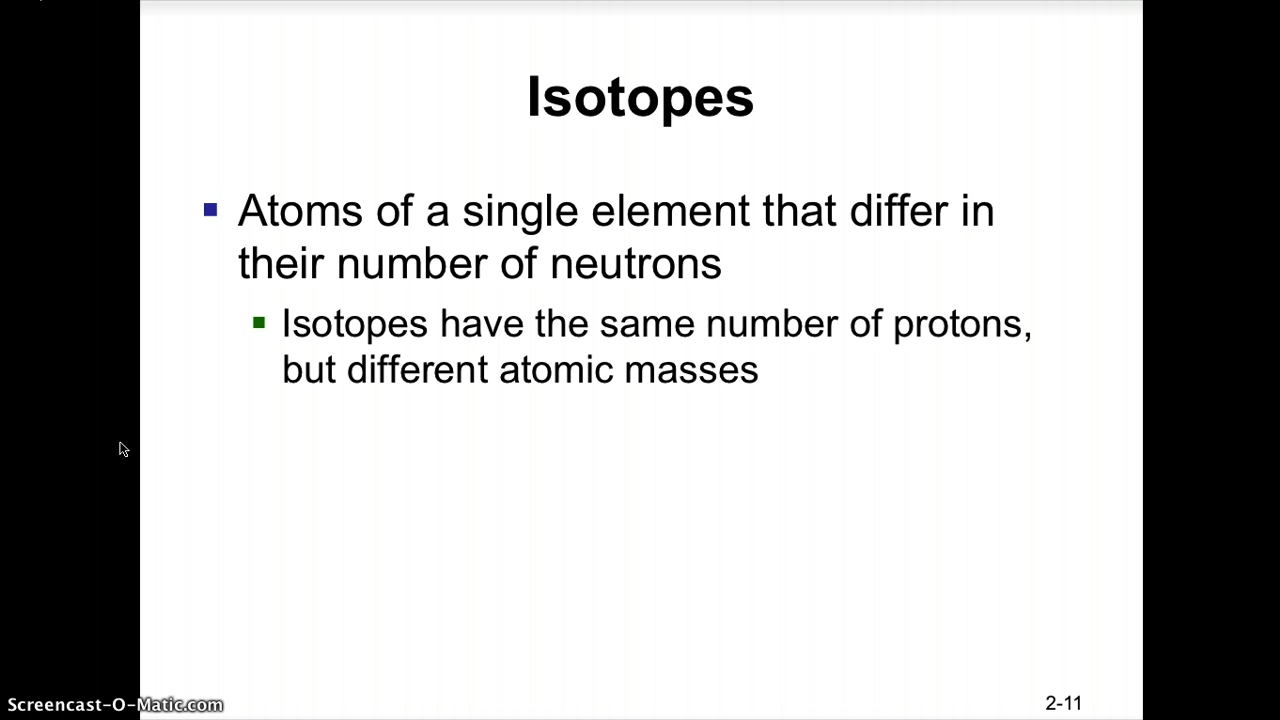 Isotopes
Atoms of a single element that differ in
their number of neutrons
Isotopes have the same number of protons,
but different atomic masses
Screencast-O-Matic.com
2-11